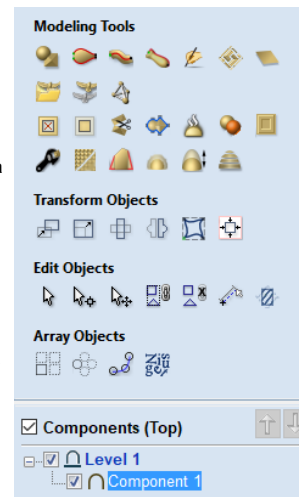 Modeling Tools
Transform Objects
Edit Objects
Array Objects
Components (Top)
Level 1
Component 1